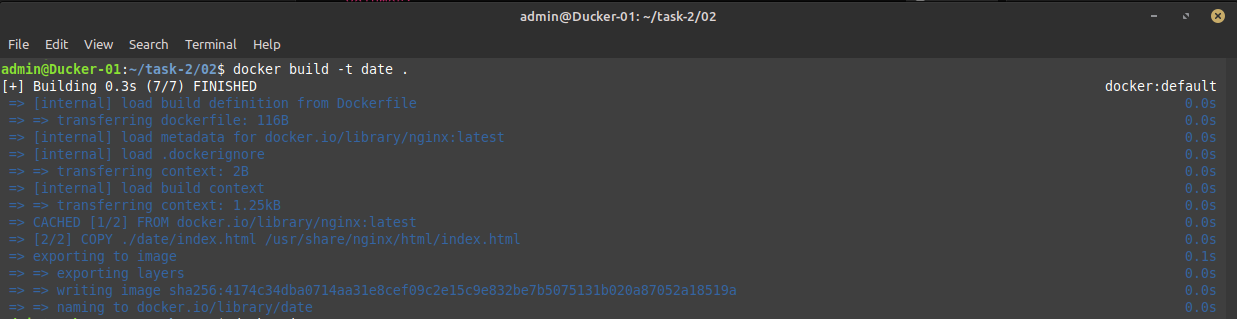 admin@Ducker-01: ~/task-2/02
File Edit View Search Terminal Help
admin@Ducker-01:~/task-2/02$ docker build -t date .
[+] Building 0.3s (7/7) FINISHED docker:default
=> [internal] load build definition from Dockerfile 0.0s
=> => transferring dockerfile: 116B 0.0s
=> [internal] load metadata for docker.io/library/nginx:latest 0.0s
=> [internal] load .dockerignore 0.0s
=> => transferring context: 2B 0.0s
=> [internal] load build context 0.0s
=> => transferring context: 1.25kB 0.0s
=> CACHED [1/2] FROM docker.io/library/nginx:latest 0.0s
=> [2/2] COPY ./date/index.html /usr/share/nginx/html/index.html 0.0s
=> exporting to image 0.1s
=> => exporting layers 0.0s
=> => writing image sha256:4174c34dba0714aa31e8cef09c2e15c9e832be7b5075131b020a87052a18519a 0.0s
=> => naming to docker.io/library/date 0.0s